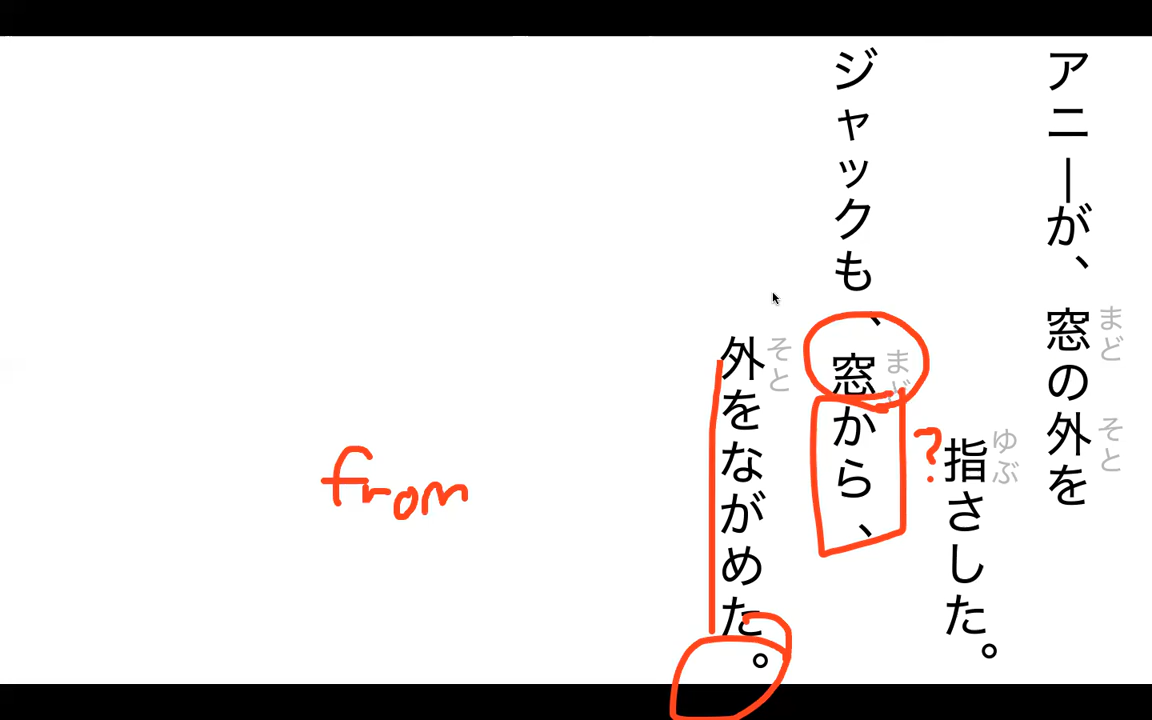 アニーが、窓の外を
まど
そと
指さした。
ゆぶ
ジャックも、窓から、
まど
外をながめた。
そと
?
from